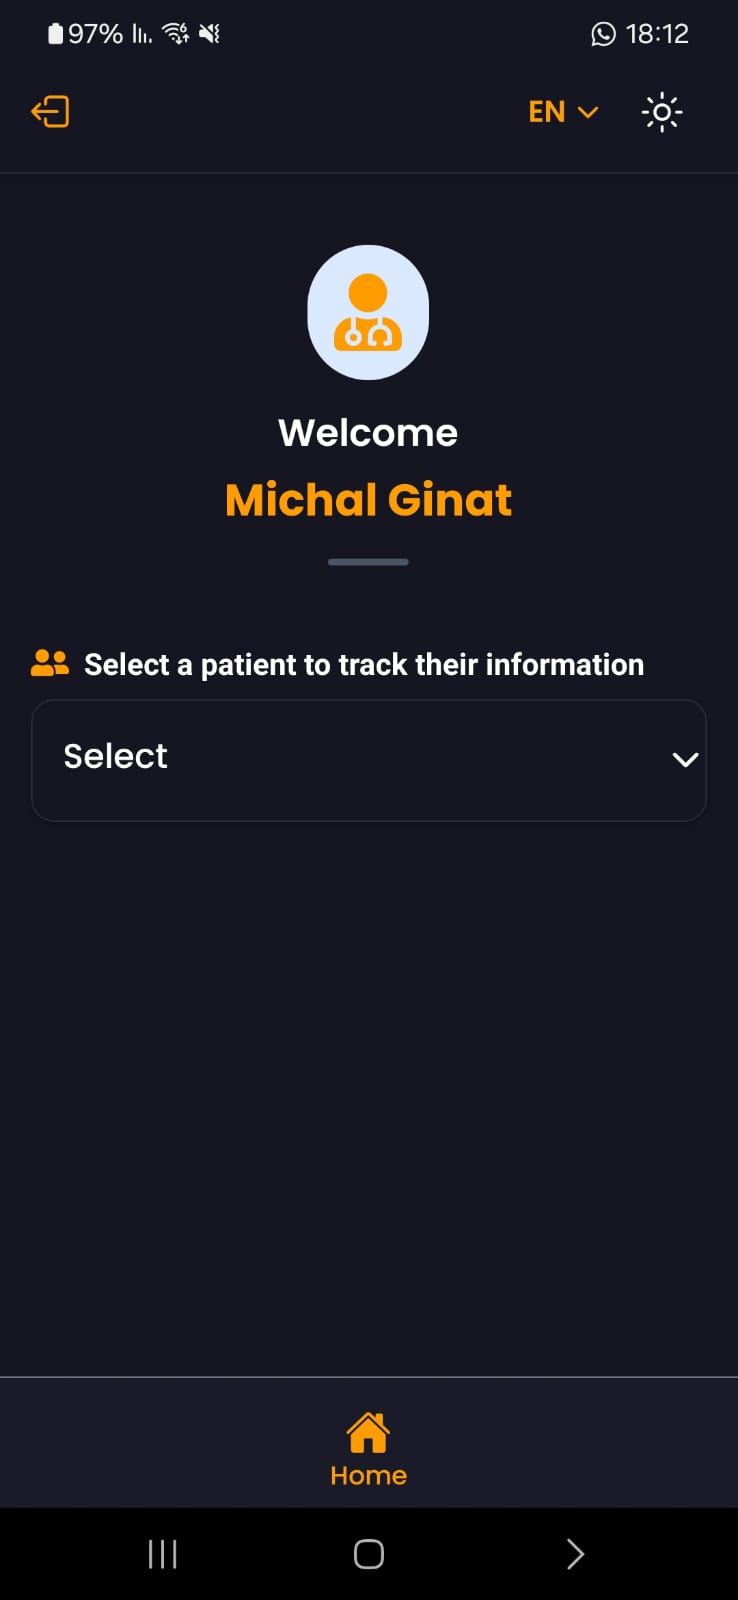 97%
18:12
EN
Welcome
Michal Ginat
Select a patient to track their information
Select
Home